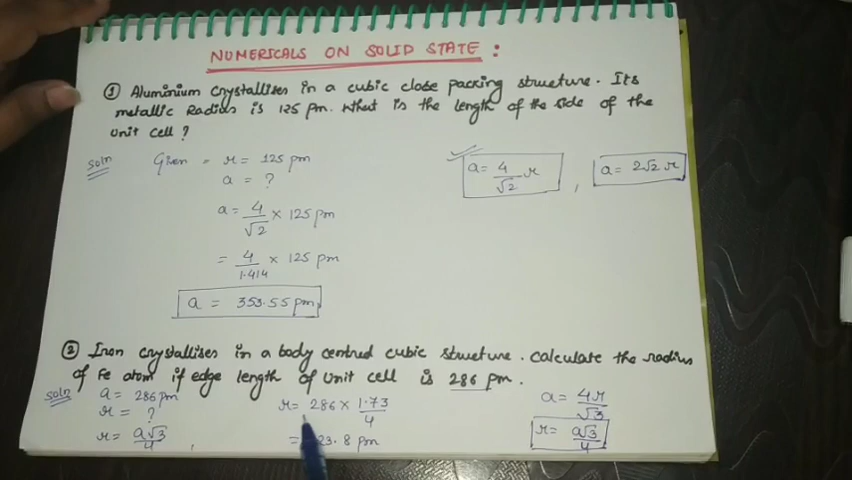 NUMERICALS ON SOLID STATE :
① Aluminium crystallises in a cubic close packing structure. Its
metallic Radius is 125 pm. What is the length of the side of the
unit cell ?
Soln
Given = r = 125 pm
a = ?
a = 4/√2 r , a = 2√2 r
a = 4/√2 × 125 pm
= 4/1.414 × 125 pm
a = 353.55 pm
② Iron crystallises in a body centred cubic structure. Calculate the radius
of Fe atom if edge length of unit cell is 286 pm.
Soln
a = 286 pm
r = ?
r = a√3/4 ,
r = 286 × 1.73/4
= 23.8 pm
a = 4r/√3
r = a√3/4